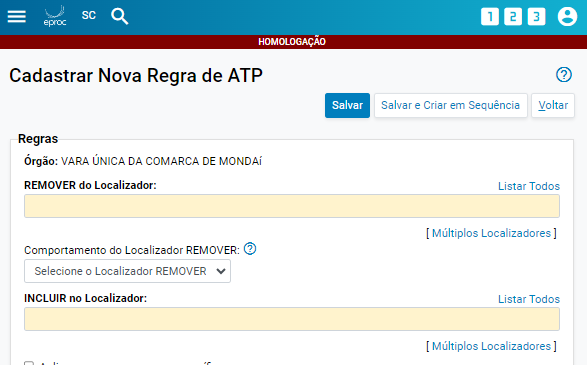 eproc
SC
1 2 3
HOMOLOGAÇÃO
Cadastrar Nova Regra de ATP
?
Salvar
Salvar e Criar em Sequência
Voltar
Regras
Órgão: VARA ÚNICA DA COMARCA DE MONDAí
REMOVER do Localizador:
Listar Todos
[ Múltiplos Localizadores ]
Comportamento do Localizador REMOVER: ?
Selecione o Localizador REMOVER
INCLUIR no Localizador:
Listar Todos
[ Múltiplos Localizadores ]